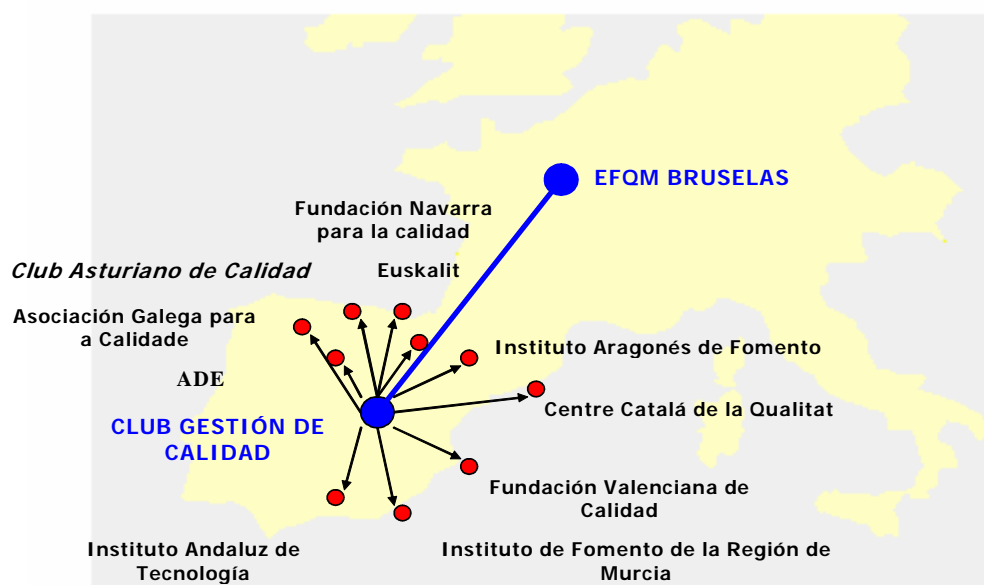 EFQM BRUSELAS
Fundación Navarra
para la calidad
Club Asturiano de Calidad
Euskalit
Asociación Galega para
a Calidade
Instituto Aragonés de Fomento
ADE
Centre Catalá de la Qualitat
CLUB GESTIÓN DE
CALIDAD
Fundación Valenciana de
Calidad
Instituto Andaluz de
Tecnología
Instituto de Fomento de la Región de
Murcia